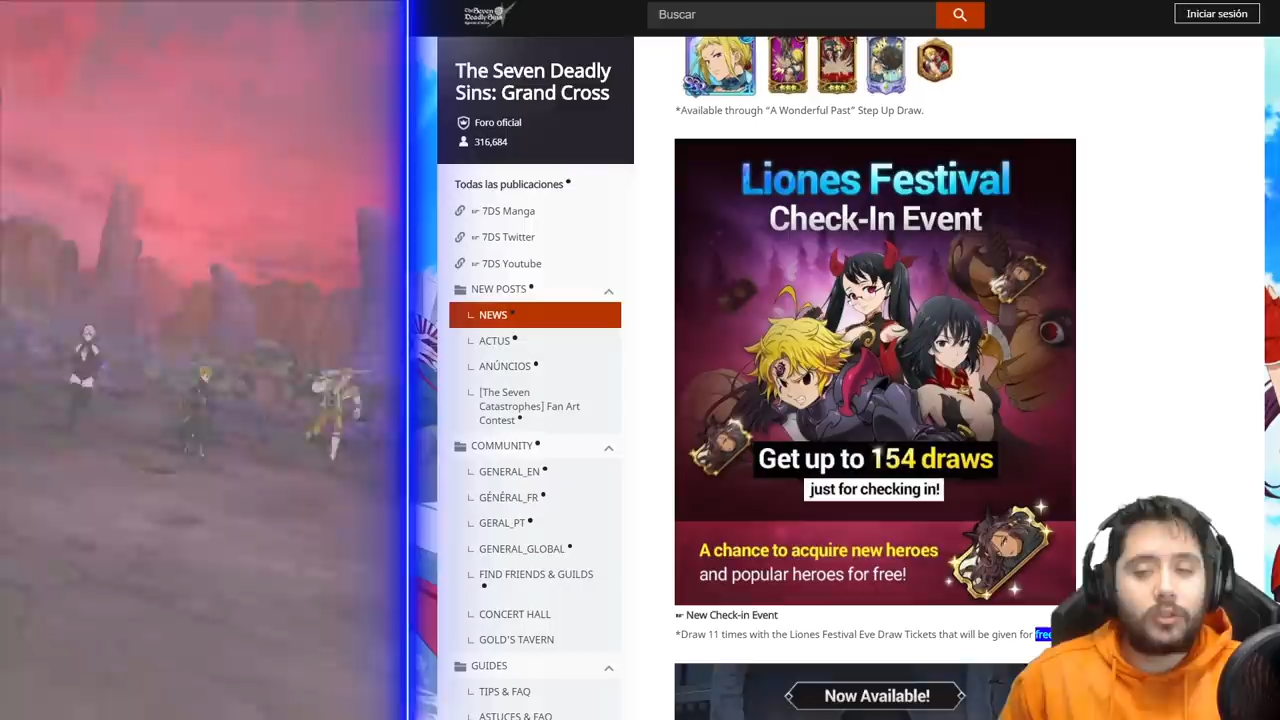 The Seven
Deadly Sins
Buscar
Iniciar sesión
The Seven Deadly
Sins: Grand Cross
Foro oficial
316,684
Todas las publicaciones
☞ 7DS Manga
☞ 7DS Twitter
☞ 7DS Youtube
NEW POSTS
NEWS
ACTUS
ANÚNCIOS
[The Seven
Catastrophes] Fan Art
Contest
COMMUNITY
GENERAL_EN
GÉNÉRAL_FR
GERAL_PT
GENERAL_GLOBAL
FIND FRIENDS & GUILDS
CONCERT HALL
GOLD'S TAVERN
GUIDES
TIPS & FAQ
ASTUCES & FAQ
*Available through “A Wonderful Past” Step Up Draw.
Liones Festival
Check-In Event
Get up to 154 draws
just for checking in!
A chance to acquire new heroes
and popular heroes for free!
☛ New Check-in Event
*Draw 11 times with the Liones Festival Eve Draw Tickets that will be given for free
Now Available!